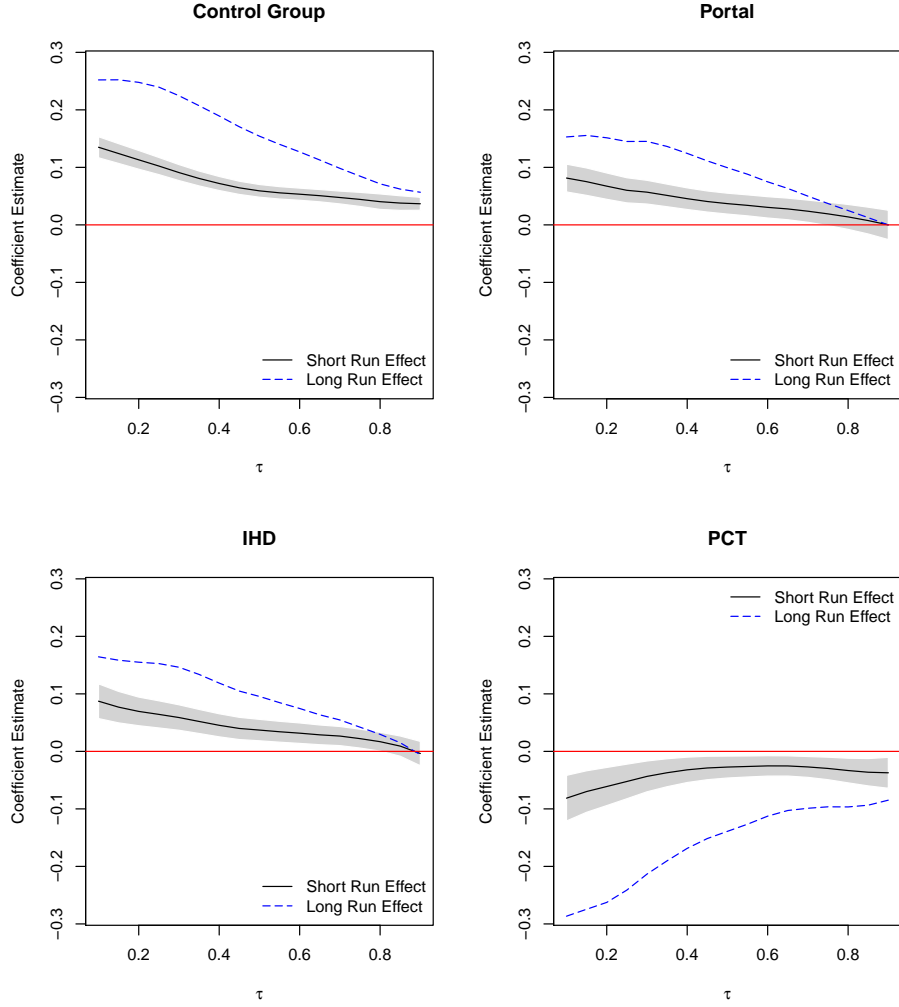 Control Group
Coefficient Estimate
0.3
0.2
0.1
0.0
−0.1
−0.2
−0.3
Short Run Effect
Long Run Effect
0.2 0.4 0.6 0.8
τ
Portal
Coefficient Estimate
0.3
0.2
0.1
0.0
−0.1
−0.2
−0.3
Short Run Effect
Long Run Effect
0.2 0.4 0.6 0.8
τ
IHD
Coefficient Estimate
0.3
0.2
0.1
0.0
−0.1
−0.2
−0.3
Short Run Effect
Long Run Effect
0.2 0.4 0.6 0.8
τ
PCT
Coefficient Estimate
0.3
0.2
0.1
0.0
−0.1
−0.2
−0.3
Short Run Effect
Long Run Effect
0.2 0.4 0.6 0.8
τ